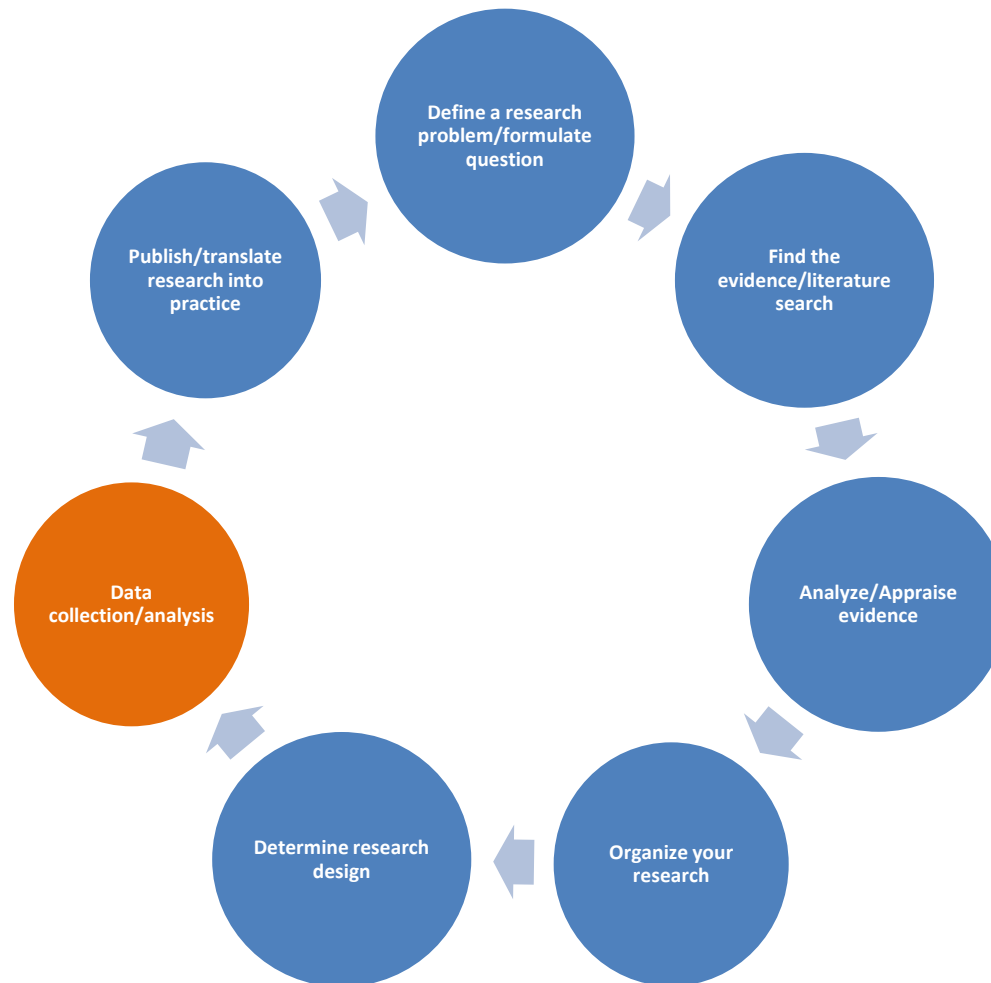 Define a research
problem/formulate
question
Find the
evidence/literature
search
Analyze/Appraise
evidence
Organize your
research
Determine research
design
Data
collection/analysis
Publish/translate
research into
practice